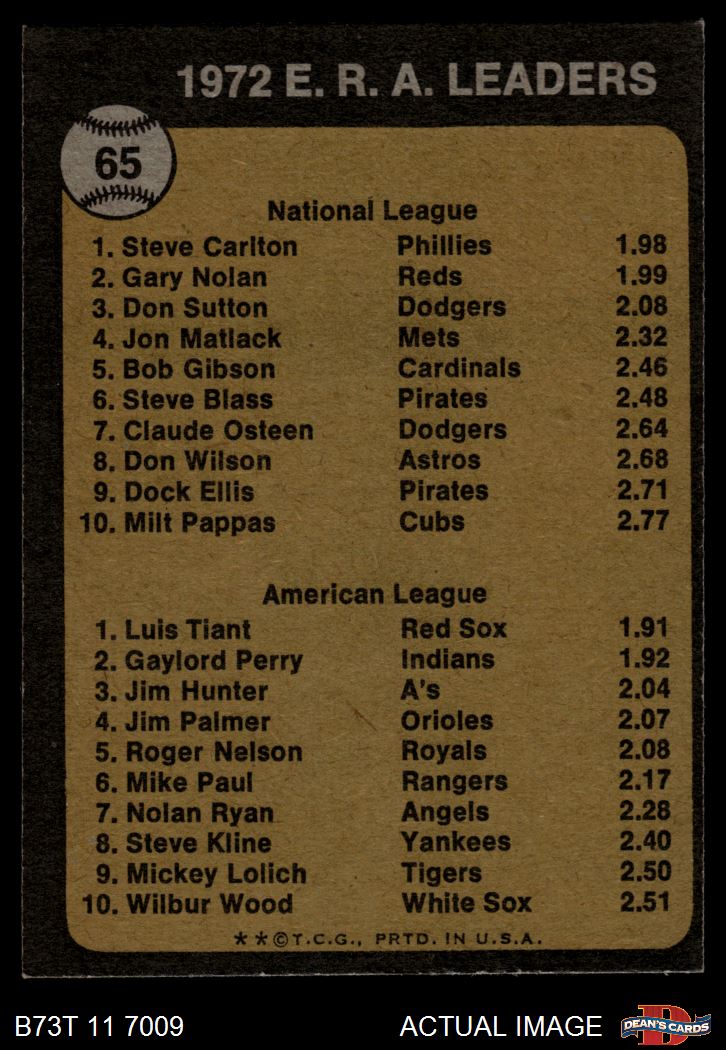 1972 E. R. A. LEADERS
65
National League
1. Steve Carlton Phillies 1.98
2. Gary Nolan Reds 1.99
3. Don Sutton Dodgers 2.08
4. Jon Matlack Mets 2.32
5. Bob Gibson Cardinals 2.46
6. Steve Blass Pirates 2.48
7. Claude Osteen Dodgers 2.64
8. Don Wilson Astros 2.68
9. Dock Ellis Pirates 2.71
10. Milt Pappas Cubs 2.77
American League
1. Luis Tiant Red Sox 1.91
2. Gaylord Perry Indians 1.92
3. Jim Hunter A's 2.04
4. Jim Palmer Orioles 2.07
5. Roger Nelson Royals 2.08
6. Mike Paul Rangers 2.17
7. Nolan Ryan Angels 2.28
8. Steve Kline Yankees 2.40
9. Mickey Lolich Tigers 2.50
10. Wilbur Wood White Sox 2.51
**©T.C.G., PRTD. IN U.S.A.
B73T 11 7009 ACTUAL IMAGE D DEAN'S CARDS